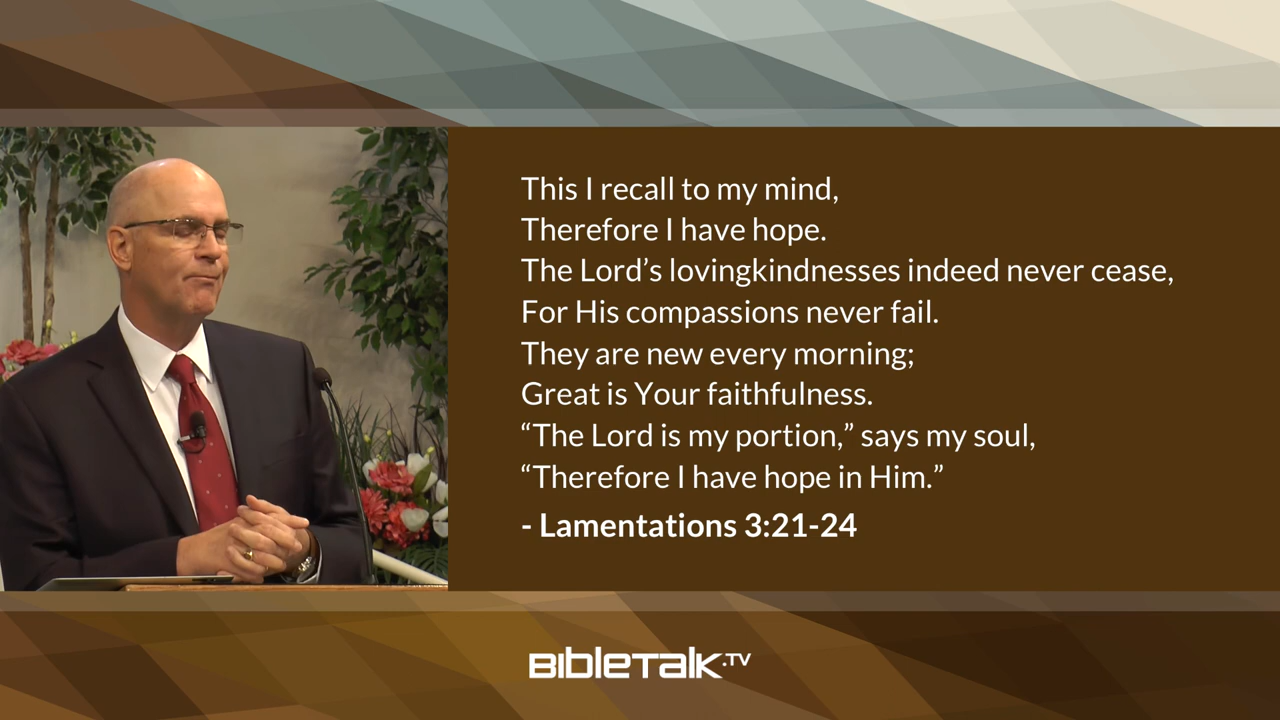 This I recall to my mind,
Therefore I have hope.
The Lord’s lovingkindnesses indeed never cease,
For His compassions never fail.
They are new every morning;
Great is Your faithfulness.
“The Lord is my portion,” says my soul,
“Therefore I have hope in Him.”
- Lamentations 3:21-24
BIBLETALK.TV